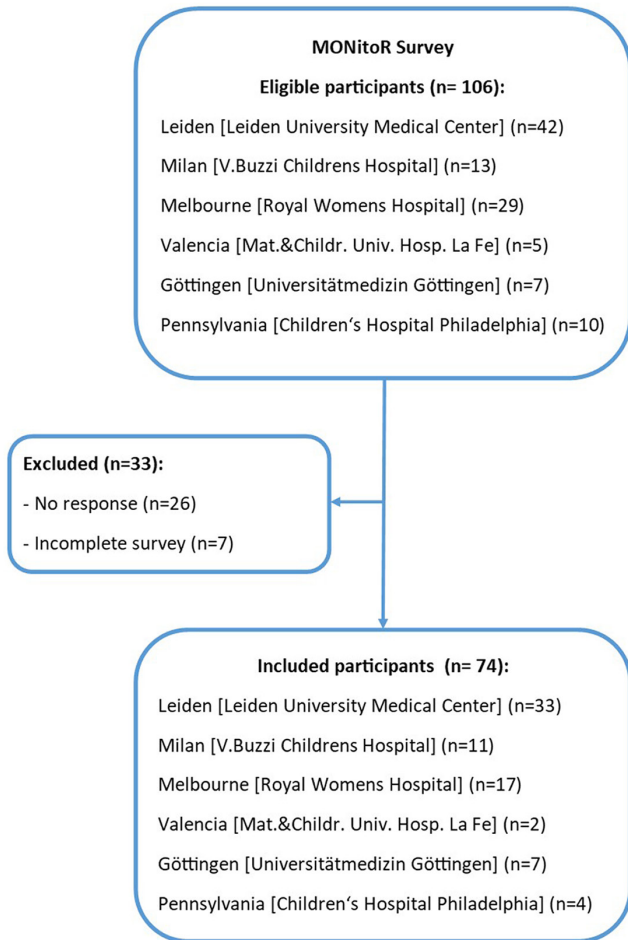 MONitoR Survey
Eligible participants (n= 106):
Leiden [Leiden University Medical Center] (n=42)
Milan [V.Buzzi Childrens Hospital] (n=13)
Melbourne [Royal Womens Hospital] (n=29)
Valencia [Mat.&Childr. Univ. Hosp. La Fe] (n=5)
Göttingen [Universitätmedizin Göttingen] (n=7)
Pennsylvania [Children‘s Hospital Philadelphia] (n=10)
Excluded (n=33):
- No response (n=26)
- Incomplete survey (n=7)
Included participants (n= 74):
Leiden [Leiden University Medical Center] (n=33)
Milan [V.Buzzi Childrens Hospital] (n=11)
Melbourne [Royal Womens Hospital] (n=17)
Valencia [Mat.&Childr. Univ. Hosp. La Fe] (n=2)
Göttingen [Universitätmedizin Göttingen] (n=7)
Pennsylvania [Children‘s Hospital Philadelphia] (n=4)